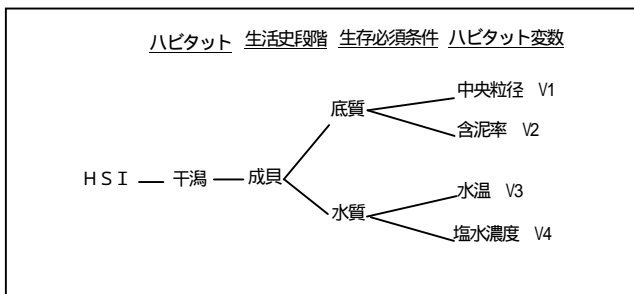 ハビタット 生活史段階 生存必須条件 ハビタット変数
中央粒径 V1
底質
含泥率 V2
ＨＳＩ 干潟 成貝
水温 V3
水質
塩水濃度 V4